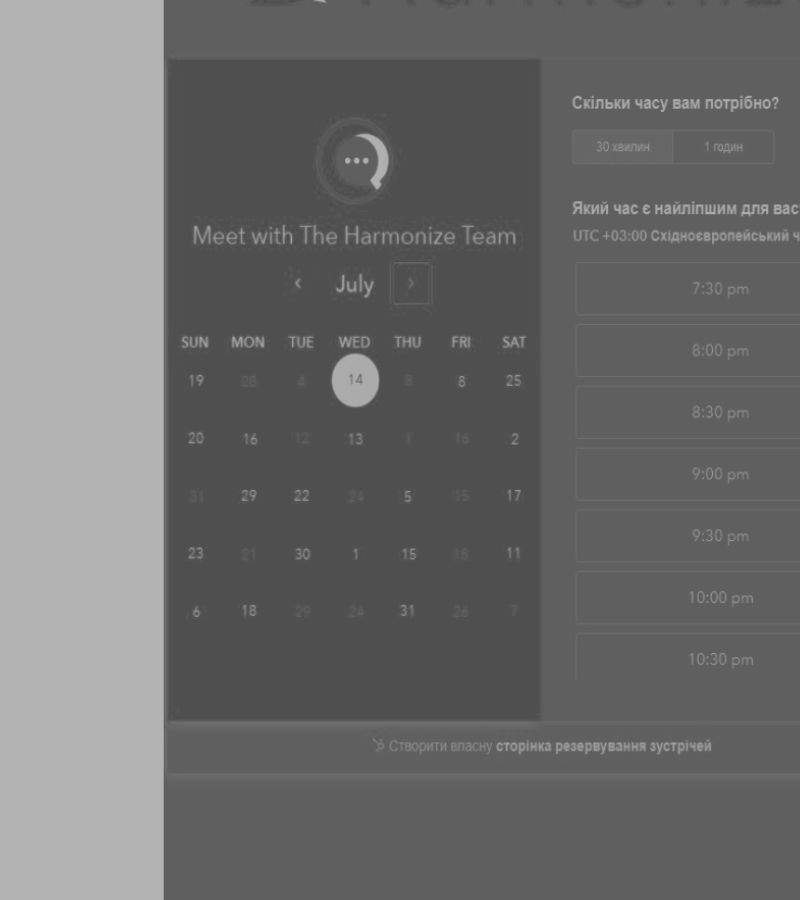 Meet with The Harmonize Team
July
SUN MON TUE WED THU FRI SAT
19 28 14 8 25
20 16 12 13 16 2
31 29 22 24 5 15 17
23 21 30 1 15 18 11
6 18 29 24 31 26 7
Скільки часу вам потрібно?
30 хвилин 1 годин
Який час є найліпшим для вас
UTC +03:00 Східноєвропейський
7:30 pm
8:00 pm
8:30 pm
9:00 pm
9:30 pm
10:00 pm
10:30 pm
Створити власну сторінка резервування зустрічей